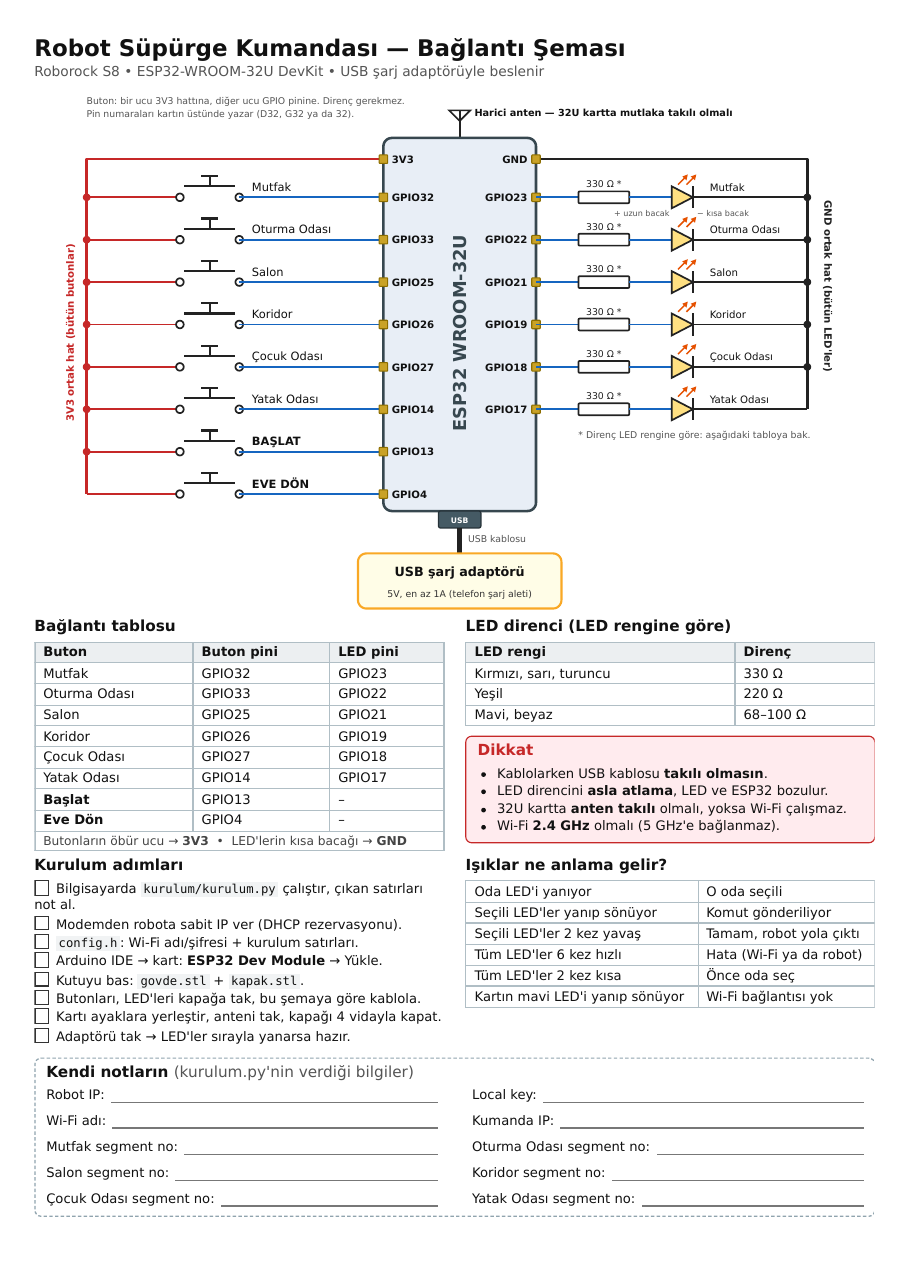 Robot Süpürge Kumandası — Bağlantı Şeması
Roborock S8 • ESP32-WROOM-32U DevKit • USB şarj adaptörüyle beslenir
Buton: bir ucu 3V3 hattına, diğer ucu GPIO pinine. Direnç gerekmez.
Pin numaraları kartın üstünde yazar (D32, G32 ya da 32).
Harici anten — 32U kartta mutlaka takılı olmalı
3V3 ortak hat (bütün butonlar)
Mutfak
Oturma Odası
Salon
Koridor
Çocuk Odası
Yatak Odası
BAŞLAT
EVE DÖN
3V3
GPIO32
GPIO33
GPIO25
GPIO26
GPIO27
GPIO14
GPIO13
GPIO4
ESP32 WROOM-32U
GND
GPIO23
GPIO22
GPIO21
GPIO19
GPIO18
GPIO17
330 Ω *
Mutfak
+ uzun bacak
− kısa bacak
330 Ω *
Oturma Odası
330 Ω *
Salon
330 Ω *
Koridor
330 Ω *
Çocuk Odası
330 Ω *
Yatak Odası
GND ortak hat (bütün LED'ler)
* Direnç LED rengine göre: aşağıdaki tabloya bak.
USB
USB kablosu
USB şarj adaptörü
5V, en az 1A (telefon şarj aleti)
Bağlantı tablosu
Buton Buton pini LED pini
Mutfak GPIO32 GPIO23
Oturma Odası GPIO33 GPIO22
Salon GPIO25 GPIO21
Koridor GPIO26 GPIO19
Çocuk Odası GPIO27 GPIO18
Yatak Odası GPIO14 GPIO17
Başlat GPIO13 –
Eve Dön GPIO4 –
Butonların öbür ucu → 3V3 • LED'lerin kısa bacağı → GND
LED direnci (LED rengine göre)
LED rengi Direnç
Kırmızı, sarı, turuncu 330 Ω
Yeşil 220 Ω
Mavi, beyaz 68–100 Ω
Dikkat
• Kablolarken USB kablosu takılı olmasın.
• LED direncini asla atlama, LED ve ESP32 bozulur.
• 32U kartta anten takılı olmalı, yoksa Wi-Fi çalışmaz.
• Wi-Fi 2.4 GHz olmalı (5 GHz'e bağlanmaz).
Kurulum adımları
Bilgisayarda kurulum/kurulum.py çalıştır, çıkan satırları
not al.
Modemden robota sabit IP ver (DHCP rezervasyonu).
config.h: Wi-Fi adı/şifresi + kurulum satırları.
Arduino IDE → kart: ESP32 Dev Module → Yükle.
Kutuyu bas: govde.stl + kapak.stl.
Butonları, LED'leri kapağa tak, bu şemaya göre kablola.
Kartı ayaklara yerleştir, anteni tak, kapağı 4 vidayla kapat.
Adaptörü tak → LED'ler sırayla yanarsa hazır.
Işıklar ne anlama gelir?
Oda LED'i yanıyor O oda seçili
Seçili LED'ler yanıp sönüyor Komut gönderiliyor
Seçili LED'ler 2 kez yavaş Tamam, robot yola çıktı
Tüm LED'ler 6 kez hızlı Hata (Wi-Fi ya da robot)
Tüm LED'ler 2 kez kısa Önce oda seç
Kartın mavi LED'i yanıp sönüyor Wi-Fi bağlantısı yok
Kendi notların (kurulum.py'nin verdiği bilgiler)
Robot IP: Local key:
Wi-Fi adı: Kumanda IP:
Mutfak segment no: Oturma Odası segment no:
Salon segment no: Koridor segment no:
Çocuk Odası segment no: Yatak Odası segment no: